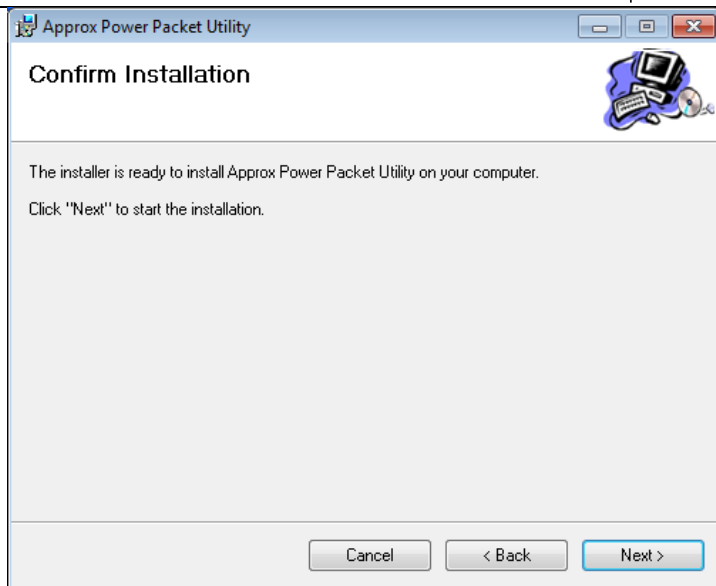 Approx Power Packet Utility
Confirm Installation
The installer is ready to install Approx Power Packet Utility on your computer.
Click "Next" to start the installation.
Cancel
< Back
Next >